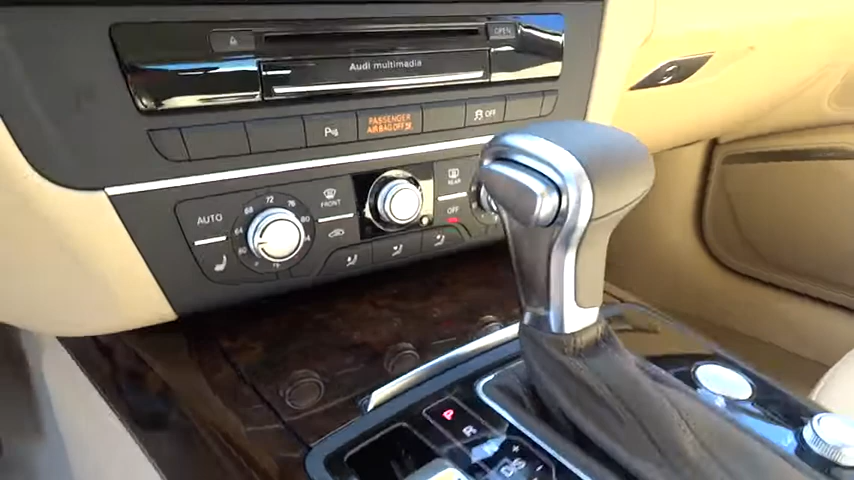 OPEN
Audi multimedia
PASSENGER
AIR BAG OFF
OFF
AUTO
72
68
76
64
80
FRONT
REAR
OFF
P
R
D/S